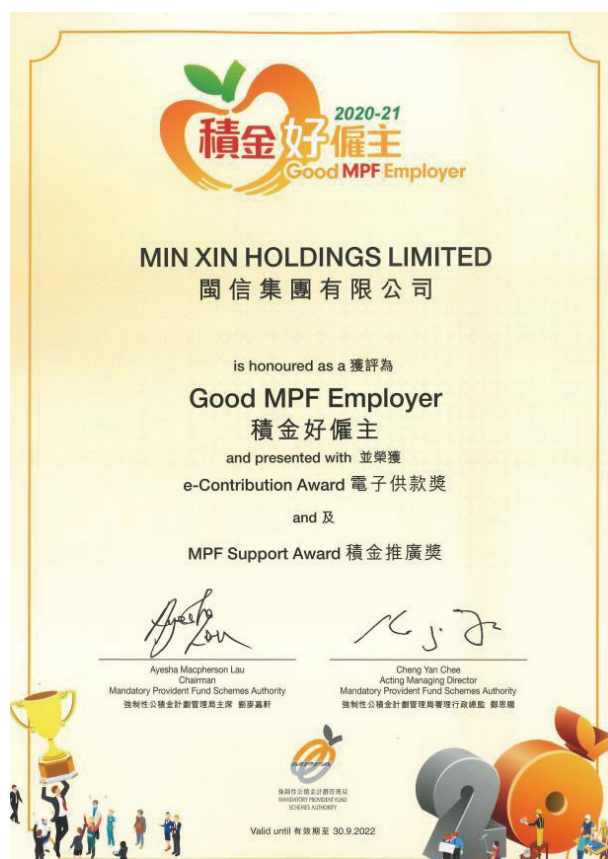 2020-21
積金好僱主
Good MPF Employer
MIN XIN HOLDINGS LIMITED
閩信集團有限公司
is honoured as a 獲評為
Good MPF Employer
積金好僱主
and presented with 並榮獲
e-Contribution Award 電子供款獎
and 及
MPF Support Award 積金推廣獎
Ayesha Macpherson Lau
Chairman
Mandatory Provident Fund Schemes Authority
強制性公積金計劃管理局主席 劉麥嘉軒
Cheng Yan Chee
Acting Managing Director
Mandatory Provident Fund Schemes Authority
強制性公積金計劃管理局署理行政總監 鄭恩賜
MPFA
強制性公積金計劃管理局
MANDATORY PROVIDENT FUND
SCHEMES AUTHORITY
Valid until 有效期至 30.9.2022
20